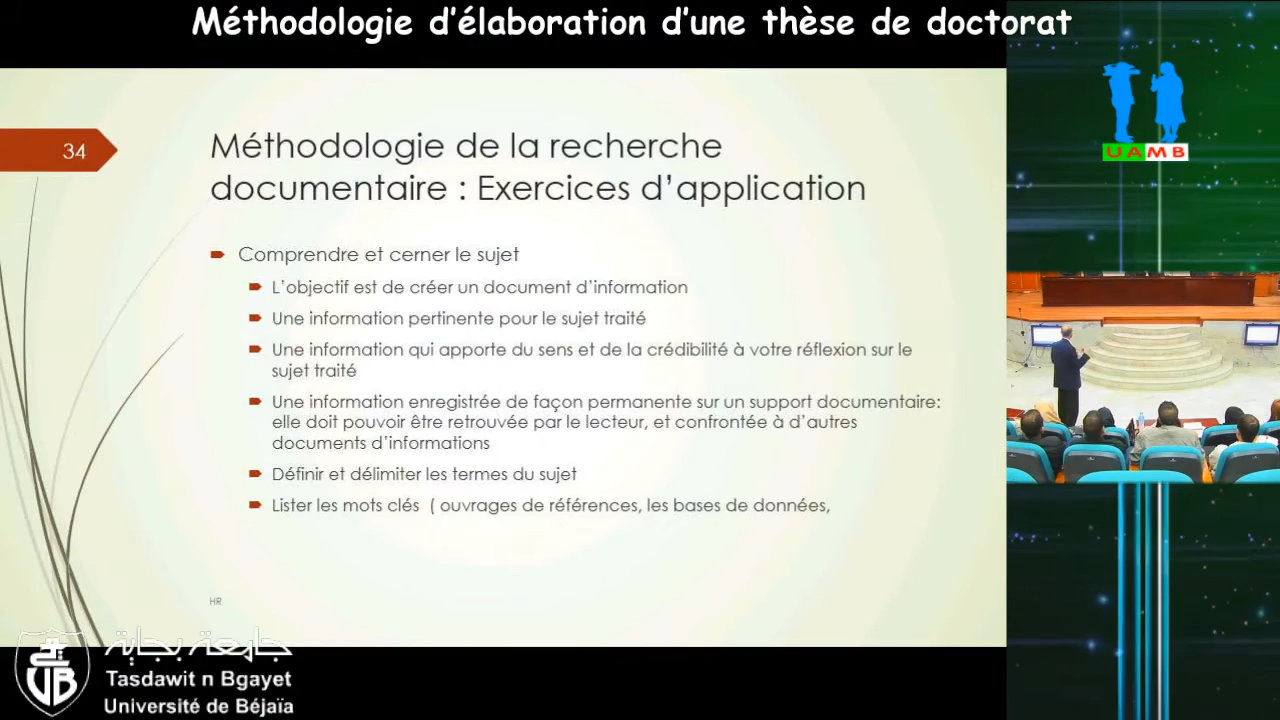 Méthodologie d'élaboration d'une thèse de doctorat
UAMB
34
Méthodologie de la recherche
documentaire : Exercices d'application
Comprendre et cerner le sujet
L'objectif est de créer un document d'information
Une information pertinente pour le sujet traité
Une information qui apporte du sens et de la crédibilité à votre réflexion sur le
sujet traité
Une information enregistrée de façon permanente sur un support documentaire:
elle doit pouvoir être retrouvée par le lecteur, et confrontée à d'autres
documents d'informations
Définir et délimiter les termes du sujet
Lister les mots clés ( ouvrages de références, les bases de données,
HR
جامعة بجاية
Tasdawit n Bgayet
Université de Béjaïa
UB